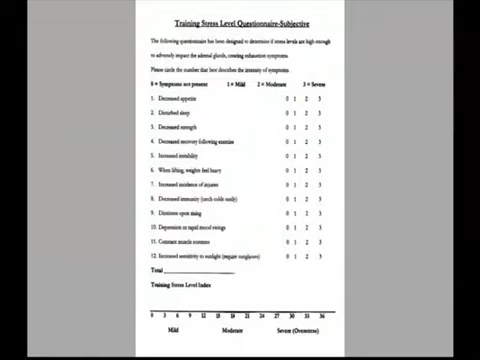 Training Stress Level Questionnaire-Subjective
The following questionnaire has been designed to determine if stress levels are high enough
to adversely impact the adrenal glands, creating exhaustion symptoms.
Please circle the number that best describes the intensity of symptoms
0 = Symptoms not present 1 = Mild 2 = Moderate 3 = Severe
1. Decreased appetite 0 1 2 3
2. Disturbed sleep 0 1 2 3
3. Decreased strength 0 1 2 3
4. Decreased recovery following exercise 0 1 2 3
5. Increased irritability 0 1 2 3
6. When lifting, weights feel heavy 0 1 2 3
7. Increased incidence of injuries 0 1 2 3
8. Decreased immunity (catch colds easily) 0 1 2 3
9. Dizziness upon rising 0 1 2 3
10. Depression or rapid mood swings 0 1 2 3
11. Constant muscle soreness 0 1 2 3
12. Increased sensitivity to sunlight (require sunglasses) 0 1 2 3
Total
Training Stress Level Index
0 3 6 9 12 15 18 21 24 27 30 33 36
Mild Moderate Severe (Overstress)